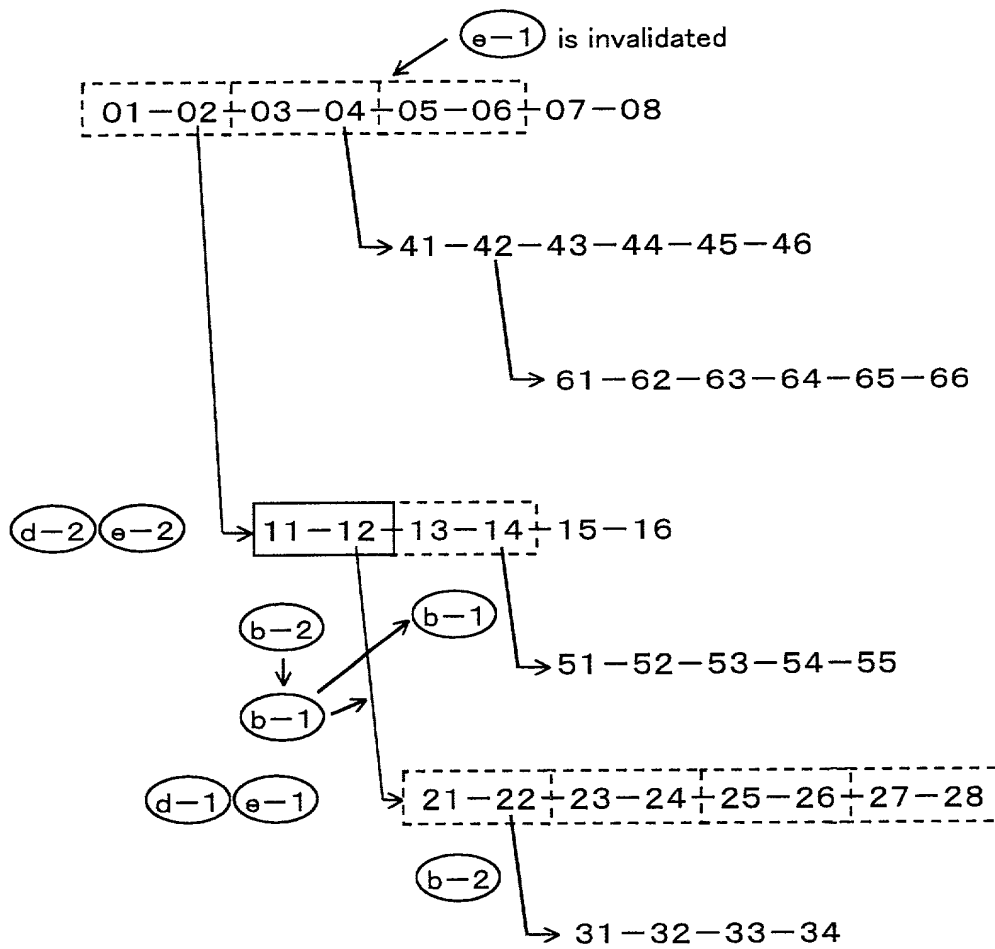 e-1 is invalidated
01-02-03-04-05-06-07-08
41-42-43-44-45-46
61-62-63-64-65-66
d-2 e-2 11-12-13-14-15-16
b-2 b-1
51-52-53-54-55
b-1
d-1 e-1 21-22-23-24-25-26-27-28
b-2
31-32-33-34